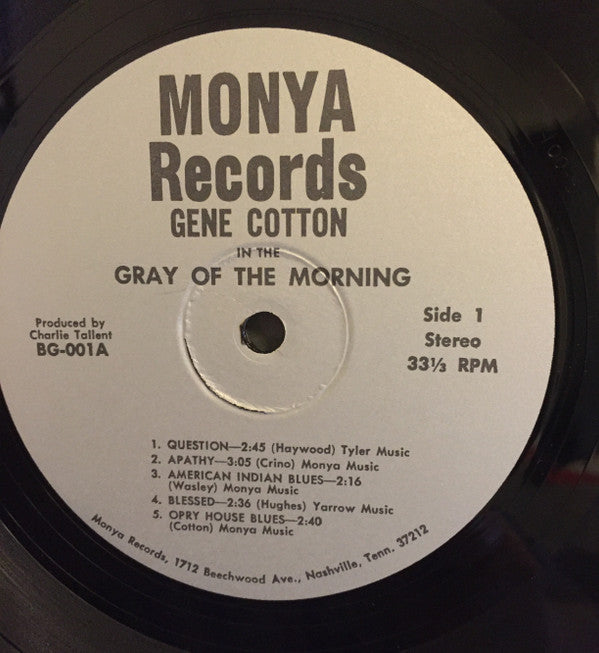 MONYA
Records
GENE COTTON
IN THE
GRAY OF THE MORNING
Produced by
Charlie Tallent
BG-001A
Side 1
Stereo
33⅓ RPM
1. QUESTION—2:45 (Haywood) Tyler Music
2. APATHY—3:05 (Crino) Monya Music
3. AMERICAN INDIAN BLUES—2:16
(Wasley) Monya Music
4. BLESSED—2:36 (Hughes) Yarrow Music
5. OPRY HOUSE BLUES—2:40
(Cotton) Monya Music
Monya Records, 1712 Beechwood Ave., Nashville, Tenn. 37212